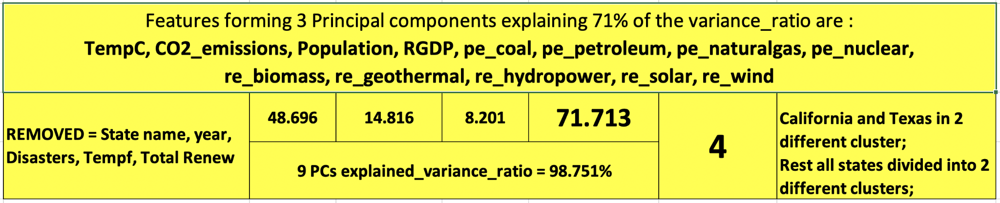 Features forming 3 Principal components explaining 71% of the variance_ratio are :
TempC, CO2_emissions, Population, RGDP, pe_coal, pe_petroleum, pe_naturalgas, pe_nuclear,
re_biomass, re_geothermal, re_hydropower, re_solar, re_wind
REMOVED = State name, year,
Disasters, Tempf, Total Renew
48.696
14.816
8.201
71.713
9 PCs explained_variance_ratio = 98.751%
4
California and Texas in 2
different cluster;
Rest all states divided into 2
different clusters;